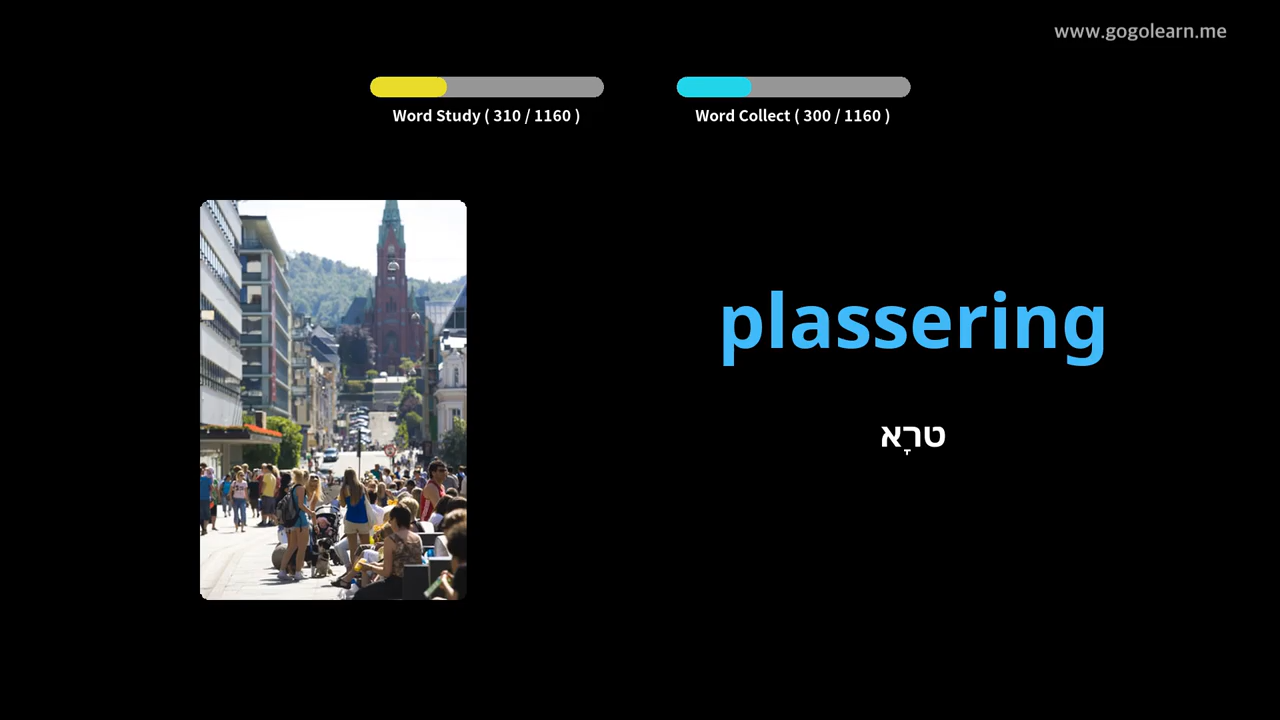 www.gogolearn.me
Word Study ( 310 / 1160 )
Word Collect ( 300 / 1160 )
plassering
טרָא